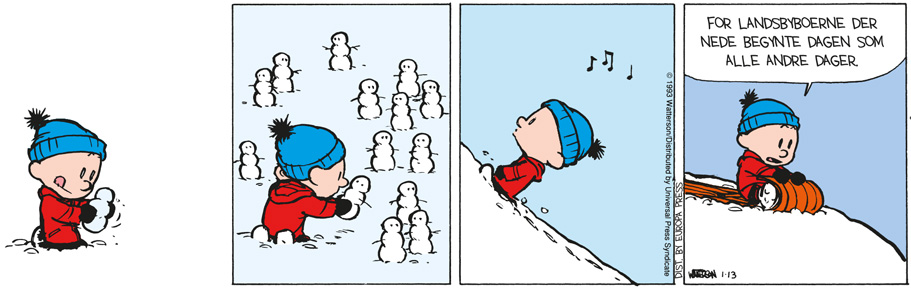 © 1993 Watterson/Distributed by Universal Press Syndicate
DIST. BY EUROPA PRESS
FOR LANDSBYBOERNE DER
NEDE BEGYNTE DAGEN SOM
ALLE ANDRE DAGER.
WATTERSON 1-13